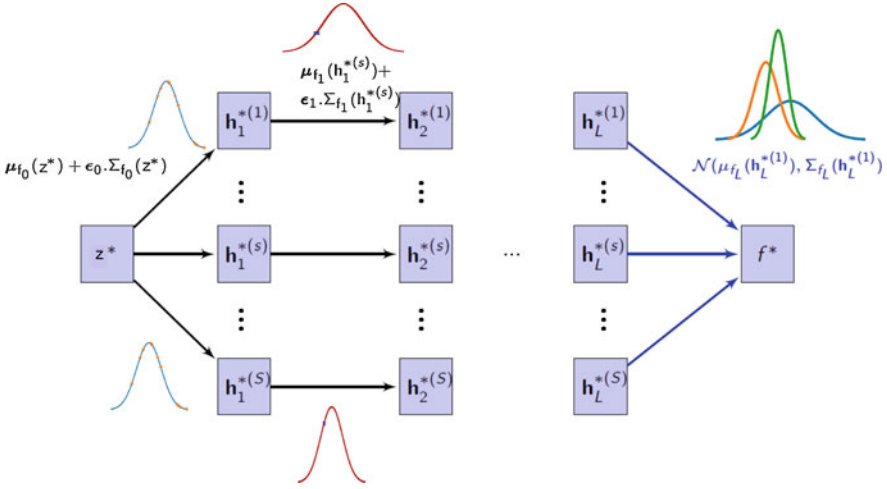 μ_{f_1}(h_1^{*(s)})+
ϵ_1.Σ_{f_1}(h_1^{*(s)})
h_1^{*(1)}
h_2^{*(1)}
h_L^{*(1)}
μ_{f_0}(z*) + ϵ_0.Σ_{f_0}(z*)
𝒩(μ_{f_L}(h_L^{*(1)}), Σ_{f_L}(h_L^{*(1)})
z*
h_1^{*(s)}
h_2^{*(s)}
...
h_L^{*(s)}
f*
h_1^{*(S)}
h_2^{*(S)}
h_L^{*(S)}